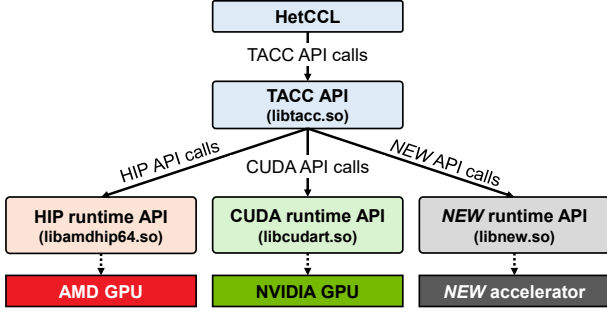 HetCCL
TACC API calls
TACC API
(libtacc.so)
HIP API calls
CUDA API calls
NEW API calls
HIP runtime API
(libamdhip64.so)
CUDA runtime API
(libcudart.so)
NEW runtime API
(libnew.so)
AMD GPU
NVIDIA GPU
NEW accelerator